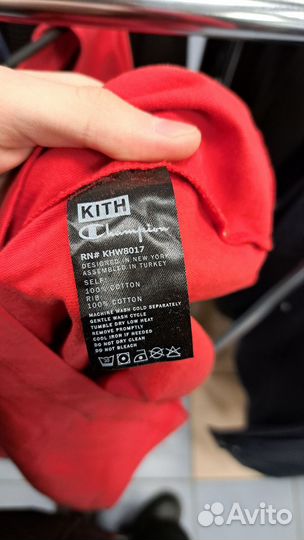 KITH
Champion
RN# KHW8017
DESIGNED IN NEW YORK
ASSEMBLED IN TURKEY
SELF:
100% COTTON
RIB:
100% COTTON
MACHINE WASH COLD SEPARATELY
GENTLE WASH CYCLE
TUMBLE DRY LOW HEAT
REMOVE PROMPTLY
COOL IRON IF NEEDED
DO NOT DRY CLEAN
DO NOT BLEACH
Avito